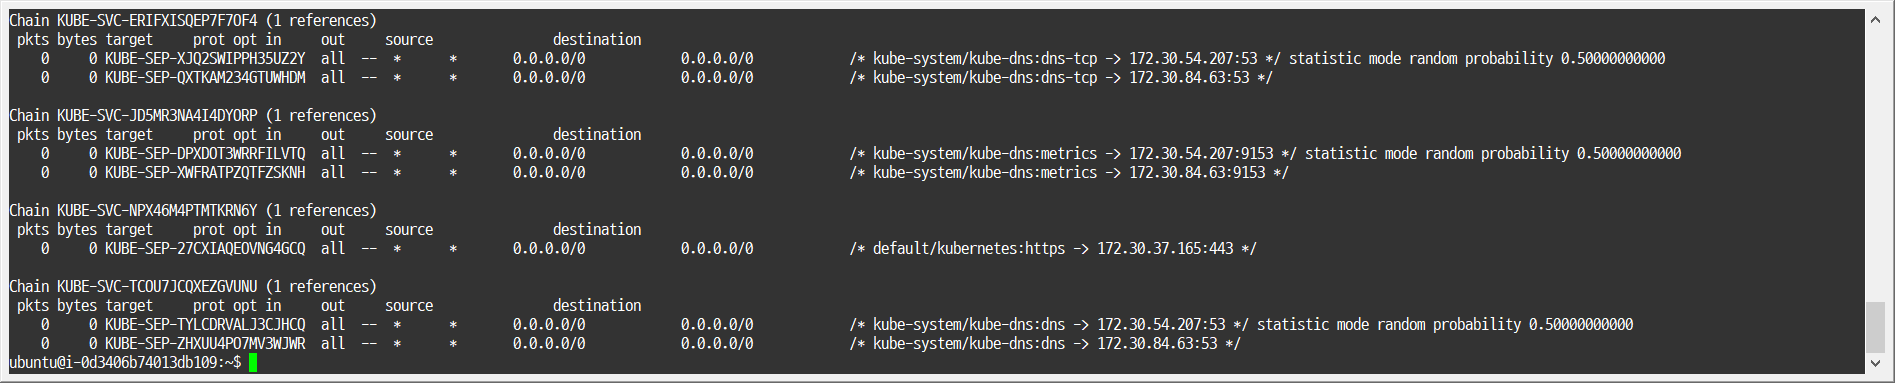 Chain KUBE-SVC-ERIFXISQEP7F7OF4 (1 references)
pkts bytes target prot opt in out source destination
0 0 KUBE-SEP-XJQ2SWIPPH35UZ2Y all -- * * 0.0.0.0/0 0.0.0.0/0 /* kube-system/kube-dns:dns-tcp -> 172.30.54.207:53 */ statistic mode random probability 0.50000000000
0 0 KUBE-SEP-QXTKAM234GTUWHDM all -- * * 0.0.0.0/0 0.0.0.0/0 /* kube-system/kube-dns:dns-tcp -> 172.30.84.63:53 */
Chain KUBE-SVC-JD5MR3NA4I4DYORP (1 references)
pkts bytes target prot opt in out source destination
0 0 KUBE-SEP-DPXDOT3WRRFILVTQ all -- * * 0.0.0.0/0 0.0.0.0/0 /* kube-system/kube-dns:metrics -> 172.30.54.207:9153 */ statistic mode random probability 0.50000000000
0 0 KUBE-SEP-XWFRATPZQTFZSKNH all -- * * 0.0.0.0/0 0.0.0.0/0 /* kube-system/kube-dns:metrics -> 172.30.84.63:9153 */
Chain KUBE-SVC-NPX46M4PTMTKRN6Y (1 references)
pkts bytes target prot opt in out source destination
0 0 KUBE-SEP-27CXIAQEOVNG4GCQ all -- * * 0.0.0.0/0 0.0.0.0/0 /* default/kubernetes:https -> 172.30.37.165:443 */
Chain KUBE-SVC-TCOU7JCQXEZGVUNU (1 references)
pkts bytes target prot opt in out source destination
0 0 KUBE-SEP-TYLCDRVALJ3CJHCQ all -- * * 0.0.0.0/0 0.0.0.0/0 /* kube-system/kube-dns:dns -> 172.30.54.207:53 */ statistic mode random probability 0.50000000000
0 0 KUBE-SEP-ZHXUU4PO7MV3WJWR all -- * * 0.0.0.0/0 0.0.0.0/0 /* kube-system/kube-dns:dns -> 172.30.84.63:53 */
ubuntu@i-0d3406b74013db109:~$